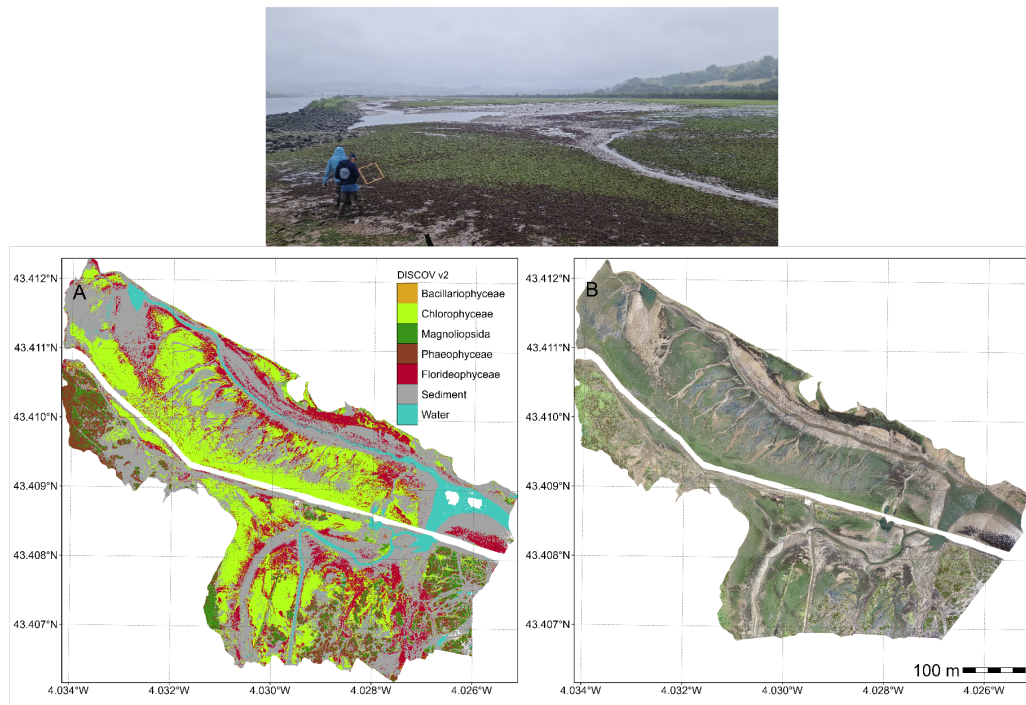 A
DISCOV v2
Bacillariophyceae
Chlorophyceae
Magnoliopsida
Phaeophyceae
Florideophyceae
Sediment
Water
43.412°N
43.411°N
43.410°N
43.409°N
43.408°N
43.407°N
4.034°W 4.032°W 4.030°W 4.028°W 4.026°W
B
43.412°N
43.411°N
43.410°N
43.409°N
43.408°N
43.407°N
100 m
4.034°W 4.032°W 4.030°W 4.028°W 4.026°W